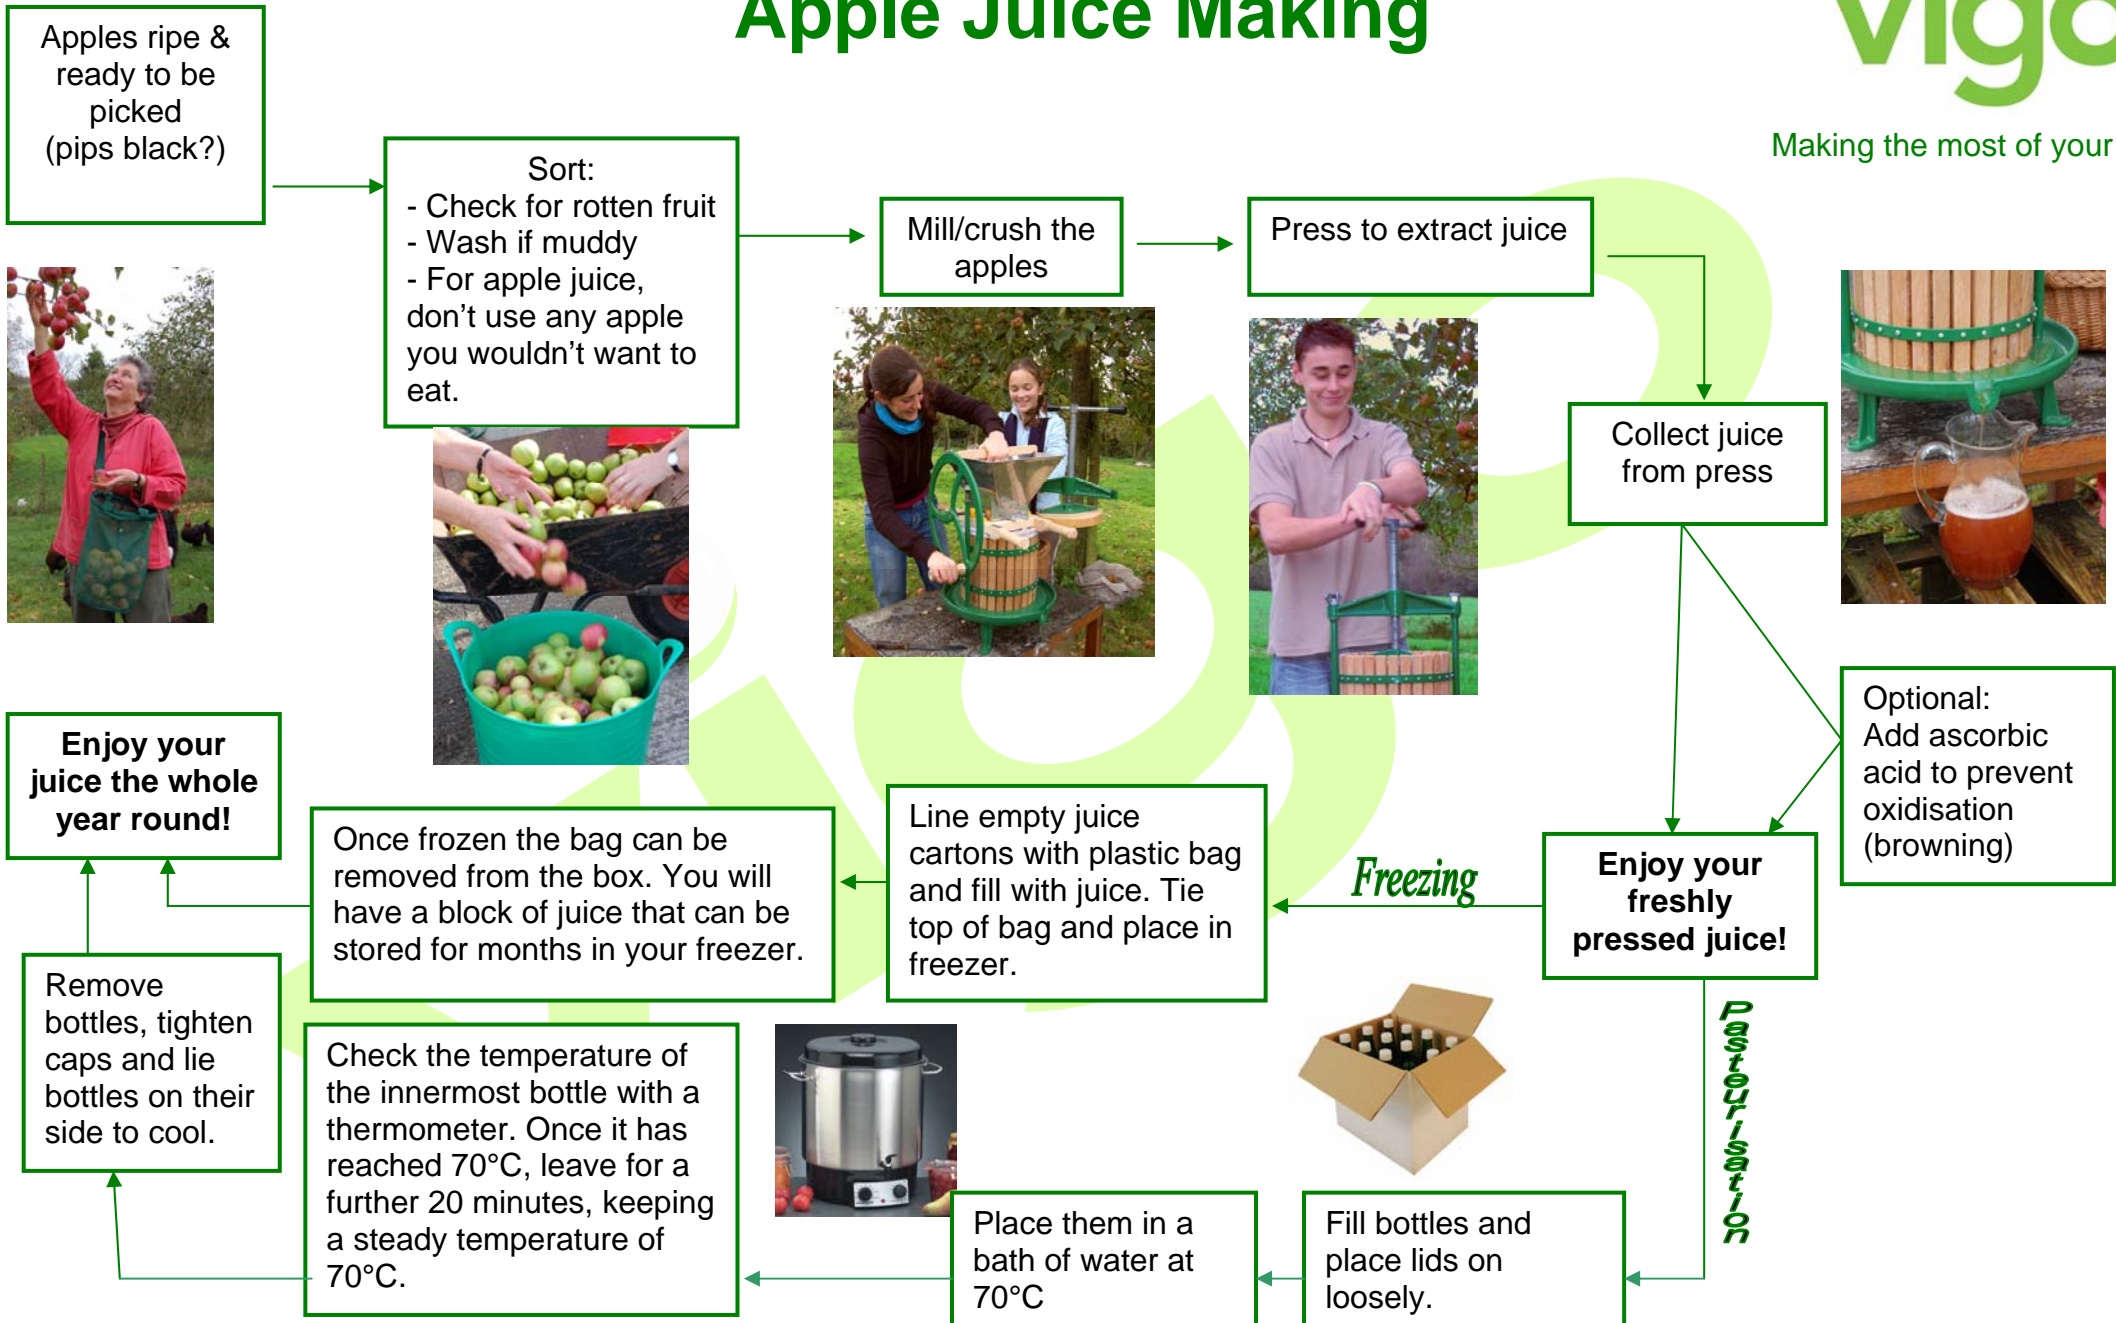 Apple Juice Making
vigo
Making the most of your
Apples ripe &
ready to be
picked
(pips black?)
Sort:
- Check for rotten fruit
- Wash if muddy
- For apple juice,
don't use any apple
you wouldn't want to
eat.
Mill/crush the
apples
Press to extract juice
Collect juice
from press
Optional:
Add ascorbic
acid to prevent
oxidisation
(browning)
Enjoy your
freshly
pressed juice!
Freezing
Line empty juice
cartons with plastic bag
and fill with juice. Tie
top of bag and place in
freezer.
Once frozen the bag can be
removed from the box. You will
have a block of juice that can be
stored for months in your freezer.
Enjoy your
juice the whole
year round!
Pasteurisation
Fill bottles and
place lids on
loosely.
Place them in a
bath of water at
70°C
Check the temperature of
the innermost bottle with a
thermometer. Once it has
reached 70°C, leave for a
further 20 minutes, keeping
a steady temperature of
70°C.
Remove
bottles, tighten
caps and lie
bottles on their
side to cool.